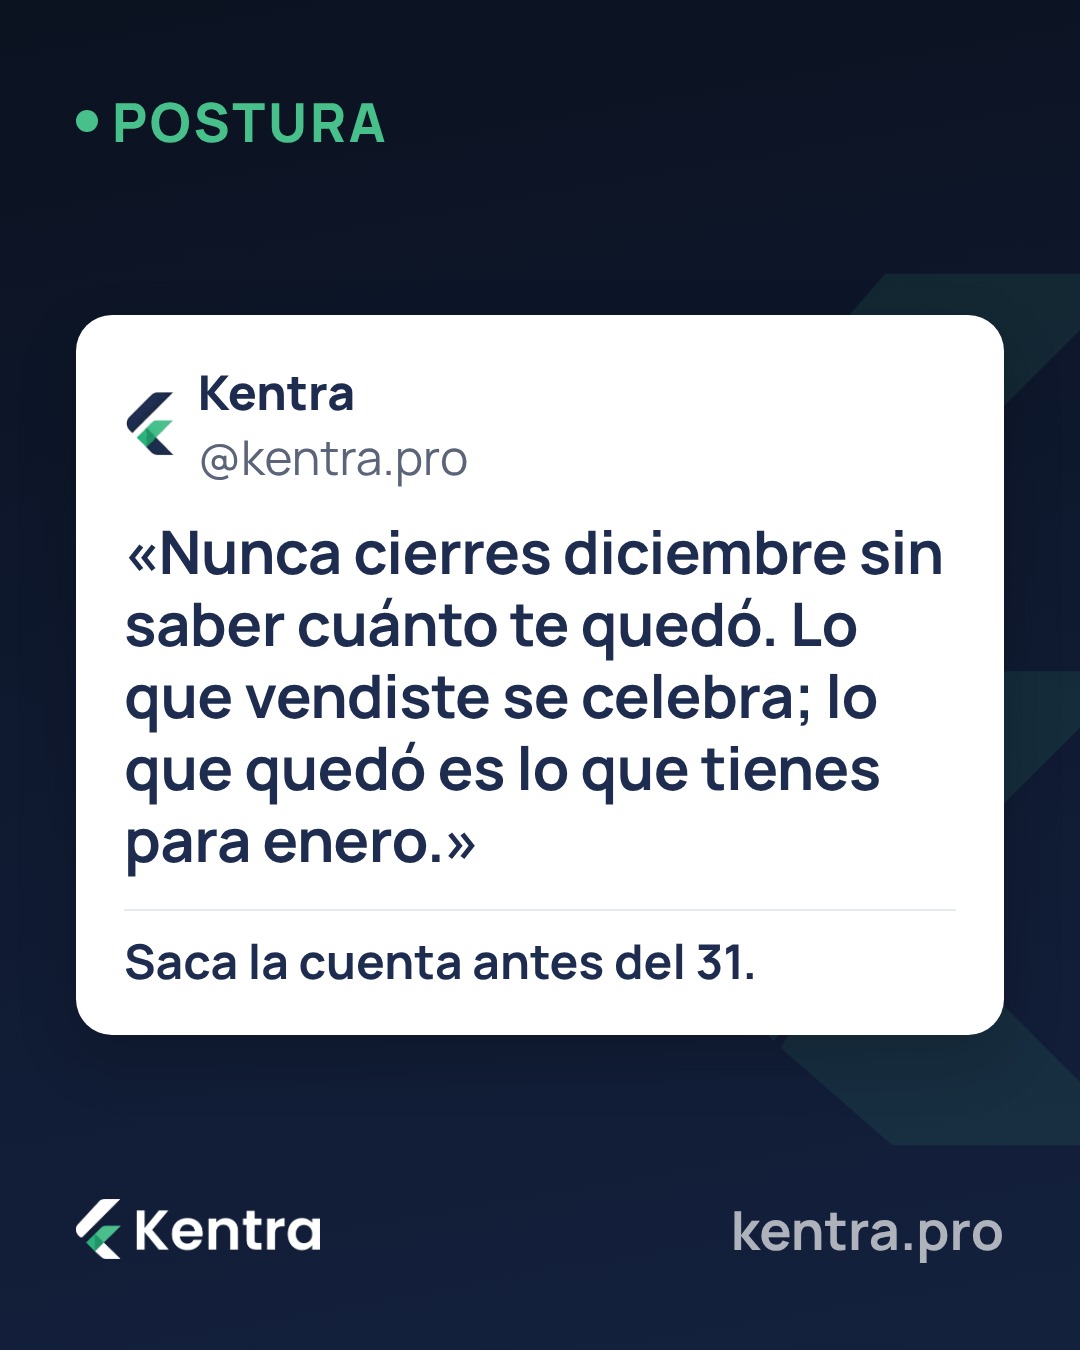 POSTURA
Kentra
@kentra.pro
«Nunca cierres diciembre sin
saber cuánto te quedó. Lo
que vendiste se celebra; lo
que quedó es lo que tienes
para enero.»
Saca la cuenta antes del 31.
Kentra
kentra.pro